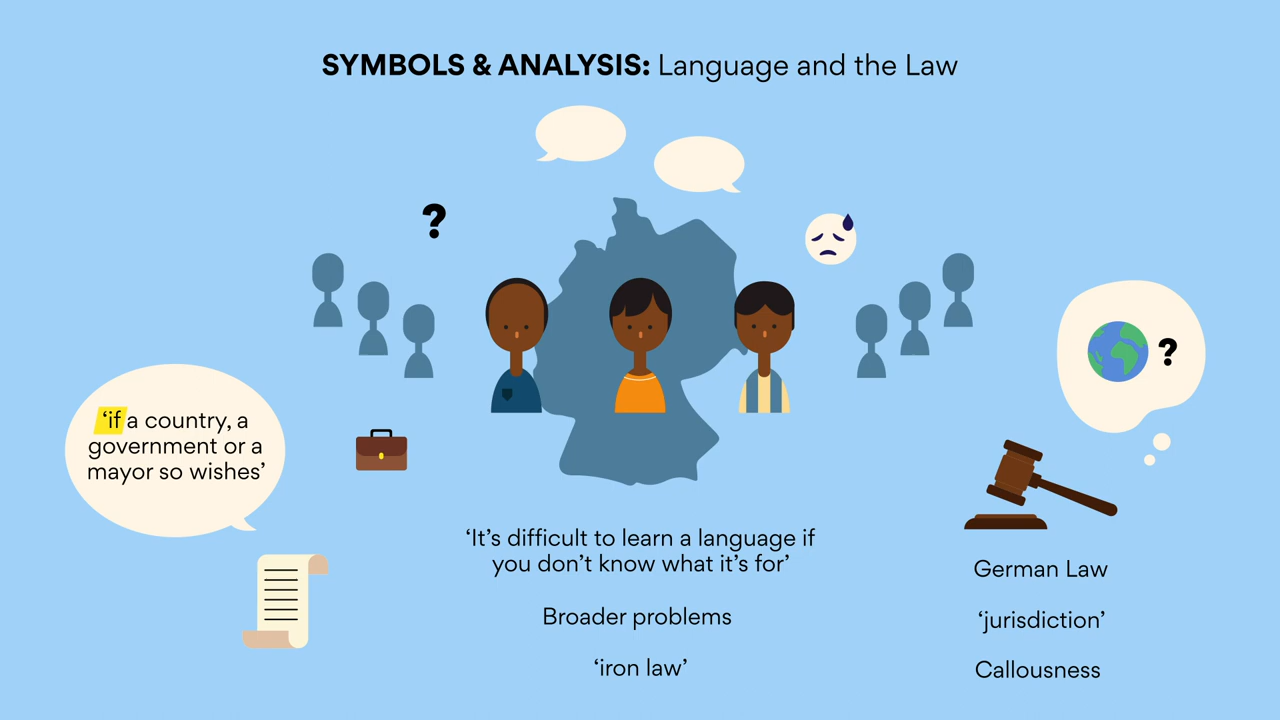 SYMBOLS & ANALYSIS: Language and the Law
?
?
‘if a country, a
government or a
mayor so wishes’
‘It’s difficult to learn a language if
you don’t know what it’s for’
Broader problems
‘iron law’
German Law
‘jurisdiction’
Callousness